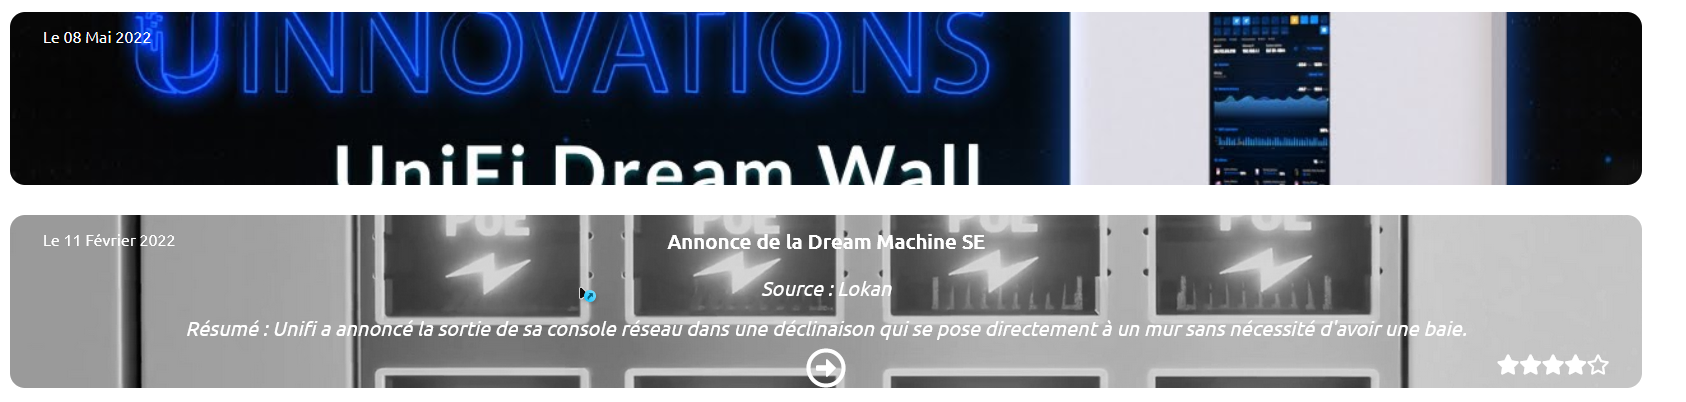 Le 08 Mai 2022
UINNOVATIONS
UniFi Dream Wall
Le 11 Février 2022
PoE PoE PoE PoE
Annonce de la Dream Machine SE
Source : Lokan
Résumé : Unifi a annoncé la sortie de sa console réseau dans une déclinaison qui se pose directement à un mur sans nécessité d'avoir une baie.